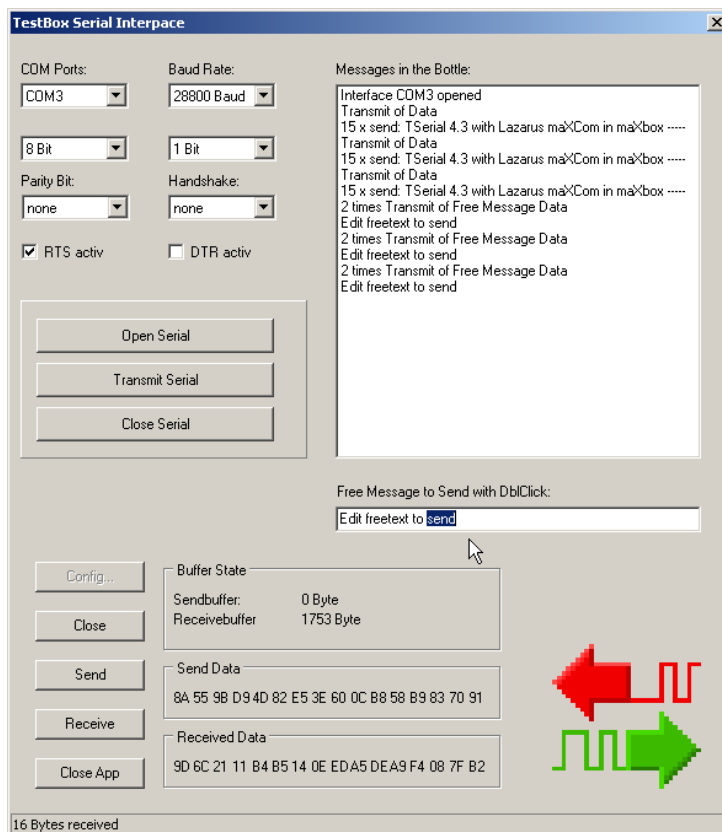 TestBox Serial Interpace
COM Ports:
Baud Rate:
COM3
28800 Baud
8 Bit
1 Bit
Parity Bit:
Handshake:
none
none
RTS activ
DTR activ
Open Serial
Transmit Serial
Close Serial
Messages in the Bottle:
Interface COM3 opened
Transmit of Data
15 x send: TSerial 4.3 with Lazarus maXCom in maXbox -----
Transmit of Data
15 x send: TSerial 4.3 with Lazarus maXCom in maXbox -----
Transmit of Data
15 x send: TSerial 4.3 with Lazarus maXCom in maXbox -----
2 times Transmit of Free Message Data
Edit freetext to send
2 times Transmit of Free Message Data
Edit freetext to send
2 times Transmit of Free Message Data
Edit freetext to send
Free Message to Send with DblClick:
Edit freetext to send
Config...
Close
Send
Receive
Close App
Buffer State
Sendbuffer: 0 Byte
Receivebuffer 1753 Byte
Send Data
8A 55 9B D9 4D 82 E5 3E 60 0C B8 58 B9 83 70 91
Received Data
9D 6C 21 11 B4 B5 14 0E ED A5 DE A9 F4 08 7F B2
16 Bytes received